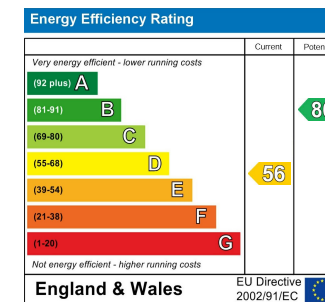 Energy Efficiency Rating
Current
Very energy efficient - lower running costs
(92 plus) A
(81-91) B
(69-80) C
(55-68) D
56
(39-54) E
(21-38) F
(1-20) G
Not energy efficient - higher running costs
England & Wales
EU Directive
2002/91/EC